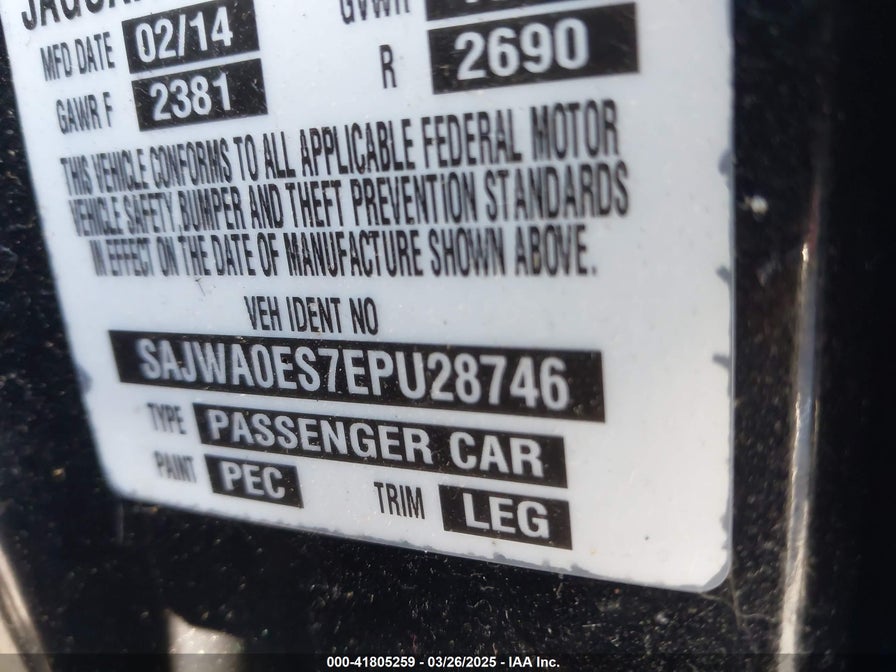 JAGUAR
GVWR
MFD DATE 02/14
GAWR F 2381 R 2690
THIS VEHICLE CONFORMS TO ALL APPLICABLE FEDERAL MOTOR
VEHICLE SAFETY, BUMPER AND THEFT PREVENTION STANDARDS
IN EFFECT ON THE DATE OF MANUFACTURE SHOWN ABOVE.
VEH IDENT NO
SAJWA0ES7EPU28746
TYPE PASSENGER CAR
PAINT PEC TRIM LEG
000-41805259 - 03/26/2025 - IAA Inc.